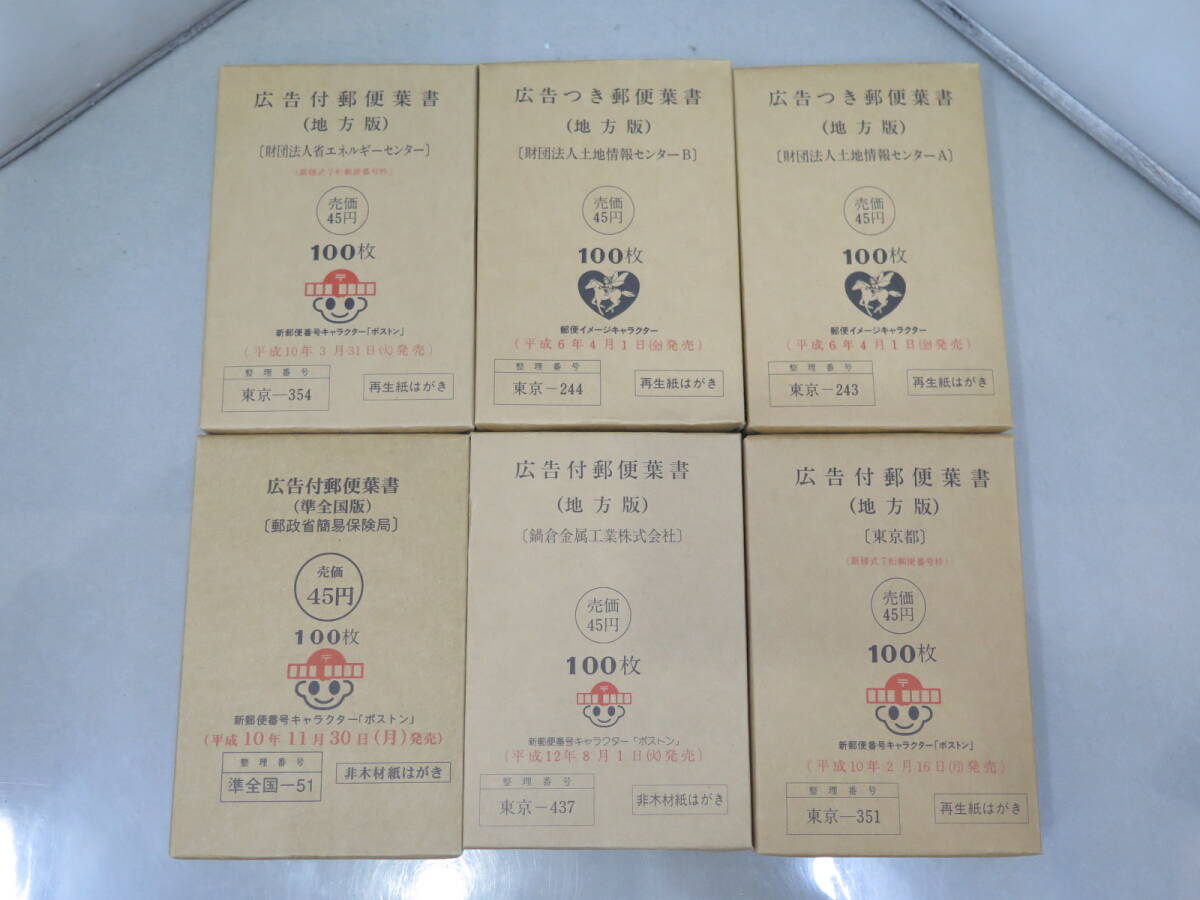 広告付郵便葉書
(地方版)
〔財団法人省エネルギーセンター〕
(新様式7桁郵便番号枠)
売価
45円
100枚
〒
新郵便番号キャラクター「ポストン」
(平成10年3月31日(火)発売)
整理番号
東京―354
再生紙はがき
広告つき郵便葉書
(地方版)
〔財団法人土地情報センターB〕
売価
45円
100枚
郵便イメージキャラクター
(平成6年4月1日(金)発売)
整理番号
東京－244
再生紙はがき
広告つき郵便葉書
(地方版)
〔財団法人土地情報センターA〕
売価
45円
100枚
郵便イメージキャラクター
(平成6年4月1日(金)発売)
整理番号
東京－243
再生紙はがき
広告付郵便葉書
(準全国版)
〔郵政省簡易保険局〕
売価
45円
100枚
〒
新郵便番号キャラクター「ポストン」
(平成10年11月30日(月)発売)
整理番号
準全国－51
非木材紙はがき
広告付郵便葉書
(地方版)
〔鍋倉金属工業株式会社〕
売価
45円
100枚
〒
新郵便番号キャラクター「ポストン」
(平成12年8月1日(火)発売)
整理番号
東京－437
非木材紙はがき
広告付郵便葉書
(地方版)
〔東京都〕
(新様式7桁郵便番号枠)
売価
45円
100枚
〒
新郵便番号キャラクター「ポストン」
(平成10年2月16日(月)発売)
整理番号
東京―351
再生紙はがき